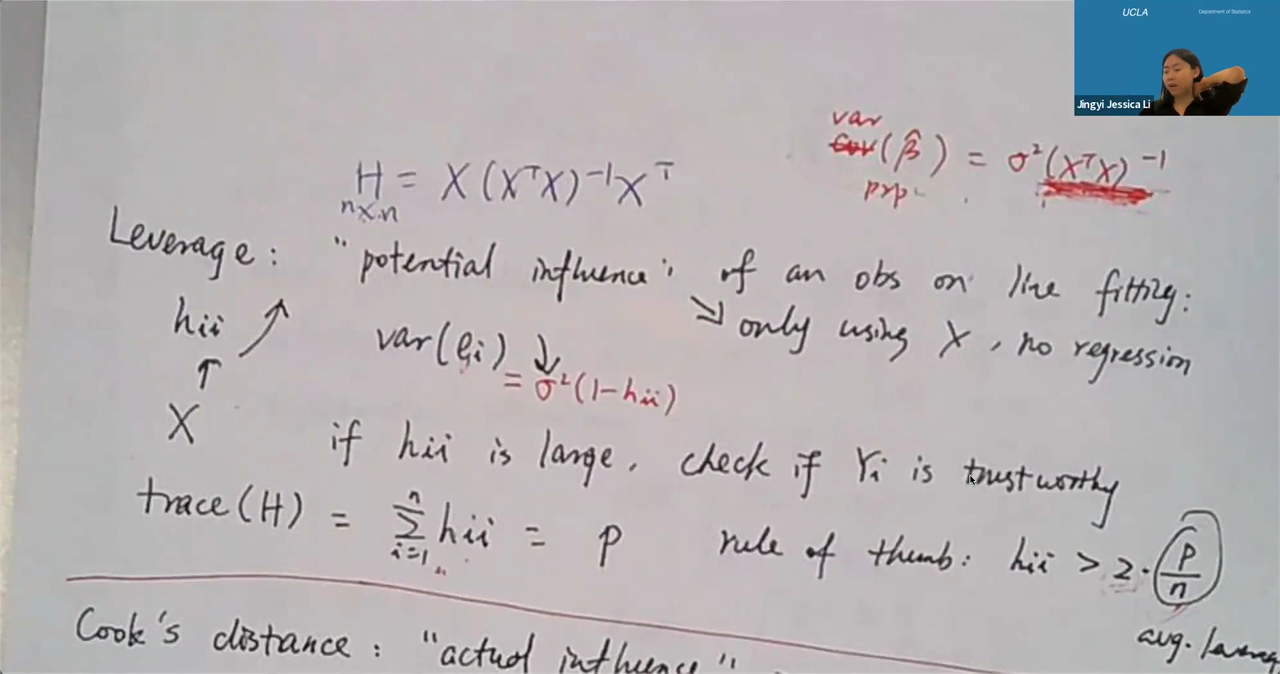 UCLA Department of Statistics
Jingyi Jessica Li
var
Cov(β̂) = σ²(XᵀX)⁻¹
p×p
H = X(XᵀX)⁻¹Xᵀ
n×n
Leverage: "potential influence" of an obs on line fitting:
hii ↗ ↘ only using X, no regression
↑ var(ei) ↓ = σ²(1-hii)
X
if hii is large, check if Yi is trustworthy
trace(H) = Σⁿᵢ₌₁ hii = p rule of thumb: hii > 2·(p/n)
avg. leverag
Cook's distance: "actual influence"